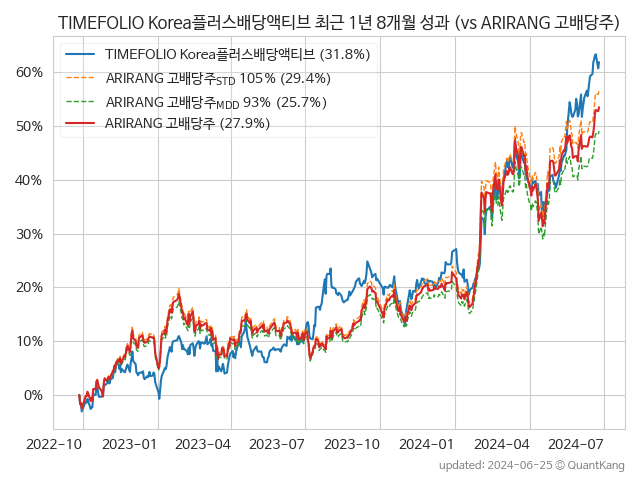 TIMEFOLIO Korea플러스배당액티브 최근 1년 8개월 성과 (vs ARIRANG 고배당주)
TIMEFOLIO Korea플러스배당액티브 (31.8%)
ARIRANG 고배당주STD 105% (29.4%)
ARIRANG 고배당주MDD 93% (25.7%)
ARIRANG 고배당주 (27.9%)
60%
50%
40%
30%
20%
10%
0%
2022-10 2023-01 2023-04 2023-07 2023-10 2024-01 2024-04 2024-07
updated: 2024-06-25 © QuantKang